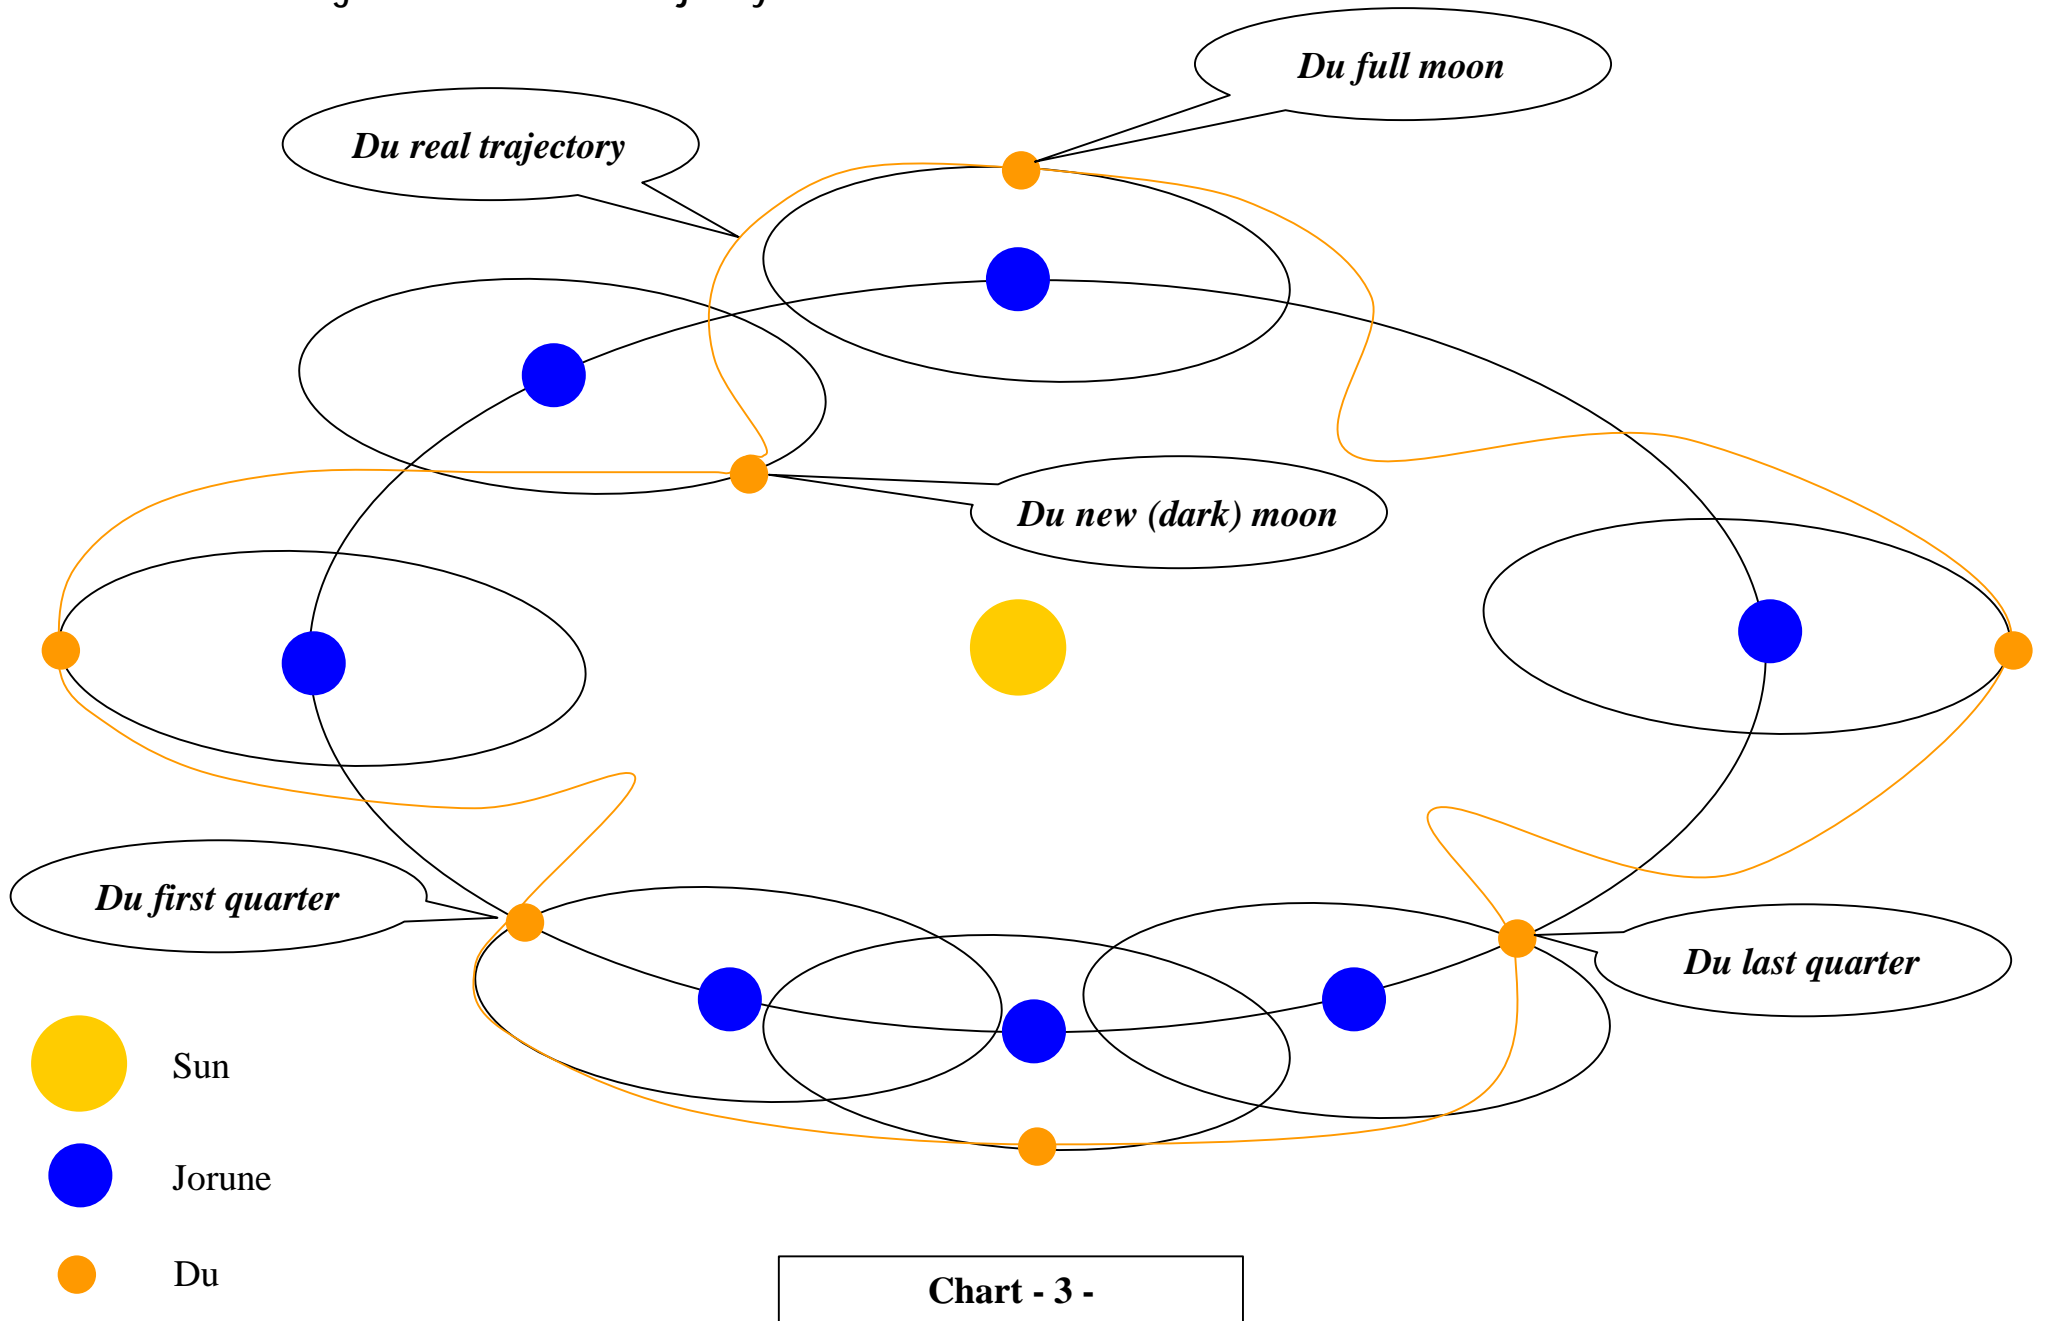 Du full moon
Du real trajectory
Du new (dark) moon
Du first quarter
Du last quarter
Sun
Jorune
Du
Chart - 3 -